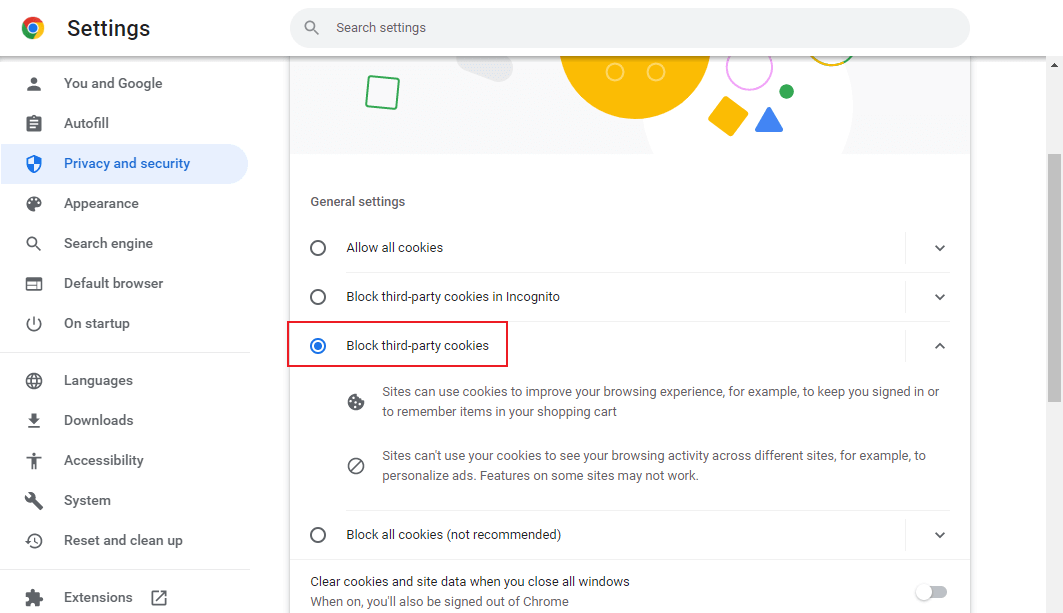 Settings
Search settings
You and Google
Autofill
Privacy and security
Appearance
Search engine
Default browser
On startup
Languages
Downloads
Accessibility
System
Reset and clean up
Extensions
General settings
Allow all cookies
Block third-party cookies in Incognito
Block third-party cookies
Sites can use cookies to improve your browsing experience, for example, to keep you signed in or
to remember items in your shopping cart
Sites can't use your cookies to see your browsing activity across different sites, for example, to
personalize ads. Features on some sites may not work.
Block all cookies (not recommended)
Clear cookies and site data when you close all windows
When on, you'll also be signed out of Chrome